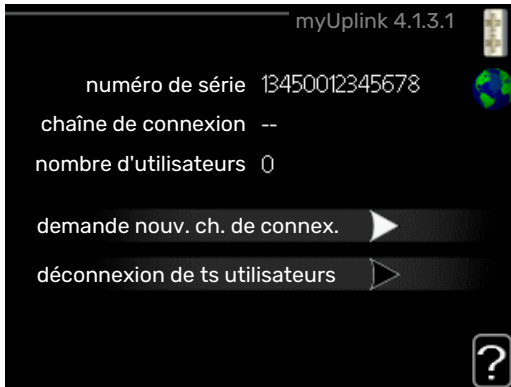 myUplink 4.1.3.1
numéro de série 13450012345678
chaîne de connexion --
nombre d'utilisateurs 0
demande nouv. ch. de connex.
déconnexion de ts utilisateurs
?